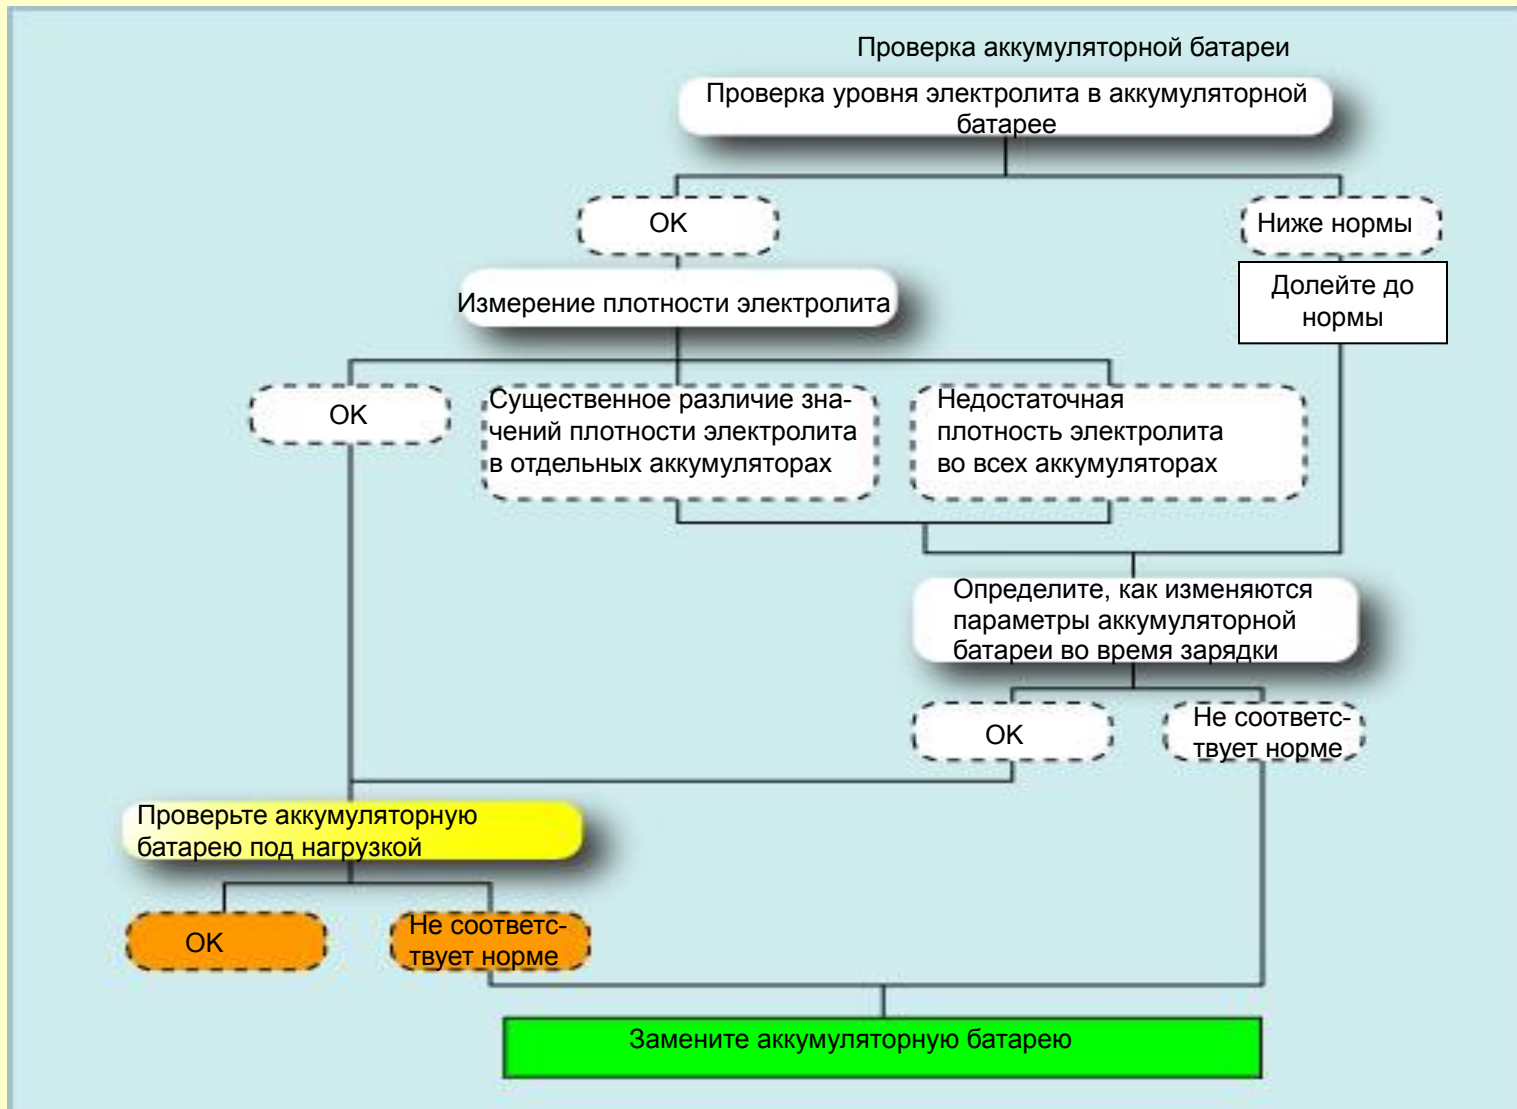 Проверка аккумуляторной батареи
Проверка уровня электролита в аккумуляторной
батарее
OK
Ниже нормы
Долейте до
нормы
Измерение плотности электролита
OK
Существенное различие зна-
чений плотности электролита
в отдельных аккумуляторах
Недостаточная
плотность электролита
во всех аккумуляторах
Определите, как изменяются
параметры аккумуляторной
батареи во время зарядки
OK
Не соответс-
твует норме
Проверьте аккумуляторную
батарею под нагрузкой
OK
Не соответс-
твует норме
Замените аккумуляторную батарею